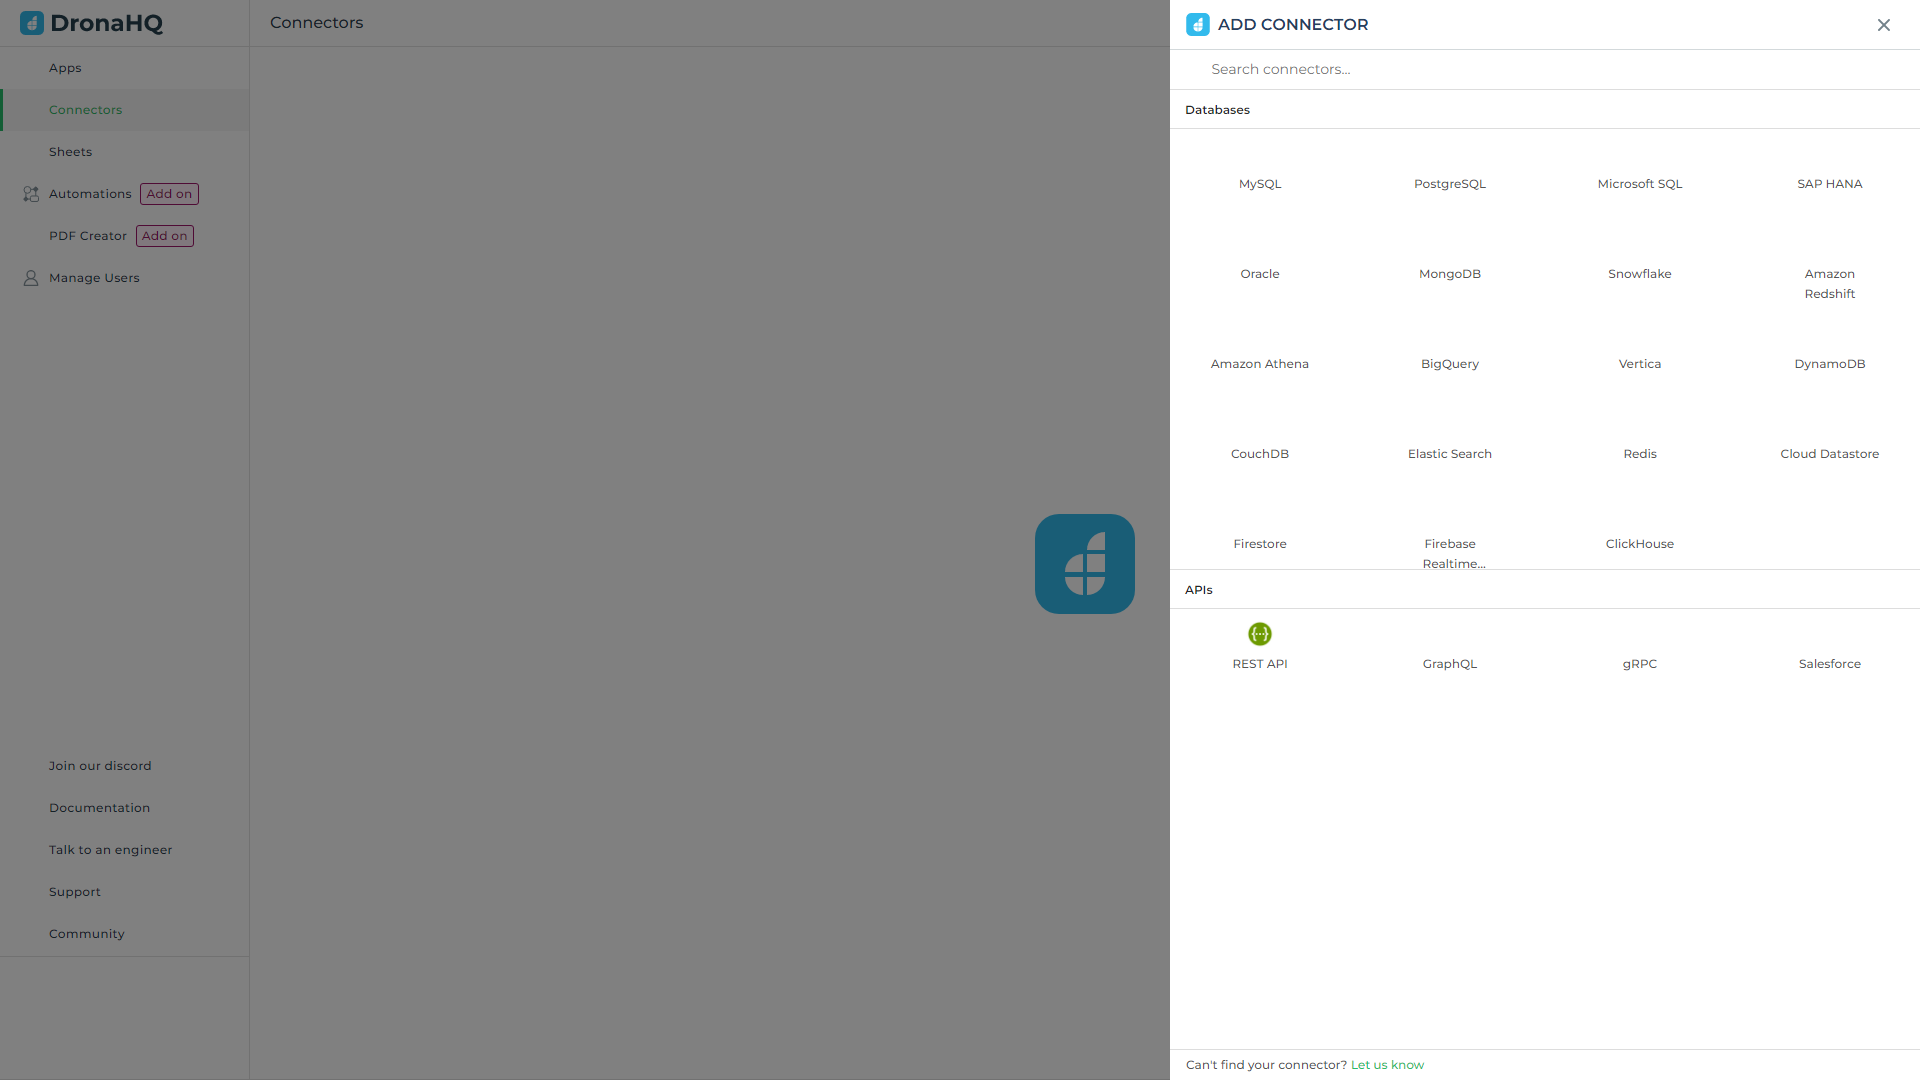 DronaHQ
Apps
Connectors
Sheets
Automations Add on
PDF Creator Add on
Manage Users
Join our discord
Documentation
Talk to an engineer
Support
Community
Connectors
ADD CONNECTOR
Search connectors...
Databases
MySQL
PostgreSQL
Microsoft SQL
SAP HANA
Oracle
MongoDB
Snowflake
Amazon
Redshift
Amazon Athena
BigQuery
Vertica
DynamoDB
CouchDB
Elastic Search
Redis
Cloud Datastore
Firestore
Firebase
Realtime...
ClickHouse
APIs
REST API
GraphQL
gRPC
Salesforce
Can't find your connector? Let us know